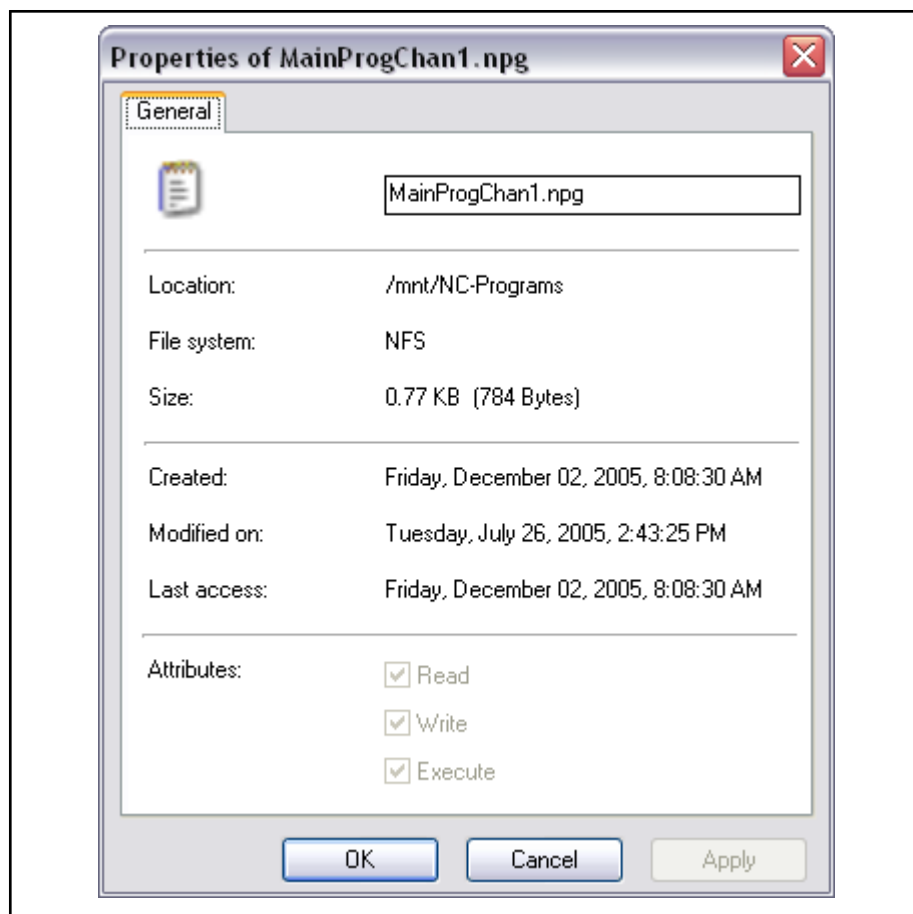 Properties of MainProgChan1.npg
General
MainProgChan1.npg
Location: /mnt/NC-Programs
File system: NFS
Size: 0.77 KB (784 Bytes)
Created: Friday, December 02, 2005, 8:08:30 AM
Modified on: Tuesday, July 26, 2005, 2:43:25 PM
Last access: Friday, December 02, 2005, 8:08:30 AM
Attributes: Read
Write
Execute
OK Cancel Apply